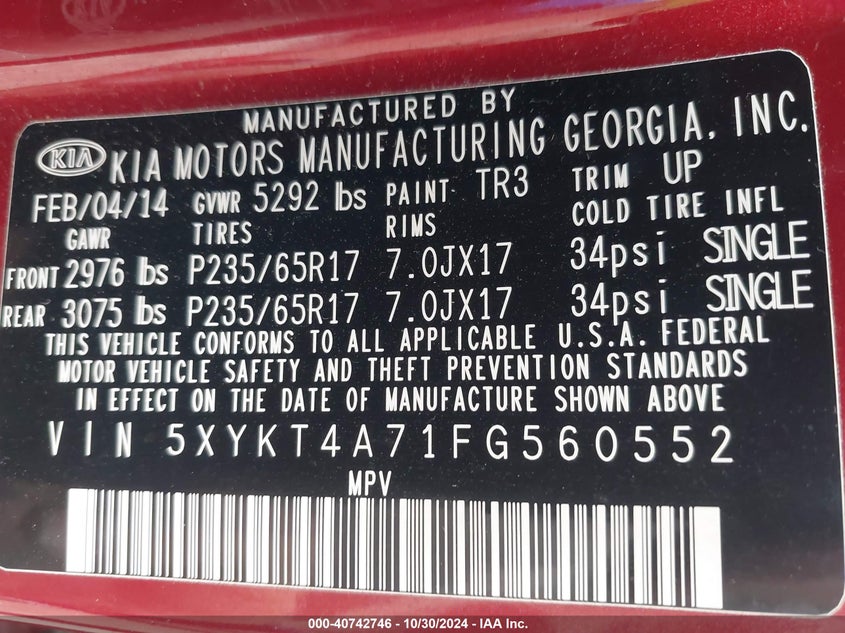 MANUFACTURED BY
KIA KIA MOTORS MANUFACTURING GEORGIA, INC.
FEB/04/14 GVWR 5292 lbs PAINT TR3 TRIM UP
GAWR TIRES RIMS COLD TIRE INFL
FRONT 2976 lbs P235/65R17 7.0JX17 34psi SINGLE
REAR 3075 lbs P235/65R17 7.0JX17 34psi SINGLE
THIS VEHICLE CONFORMS TO ALL APPLICABLE U.S.A. FEDERAL
MOTOR VEHICLE SAFETY AND THEFT PREVENTION STANDARDS
IN EFFECT ON THE DATE OF MANUFACTURE SHOWN ABOVE
VIN 5XYKT4A71FG560552
MPV
000-40742746 - 10/30/2024 - IAA Inc.